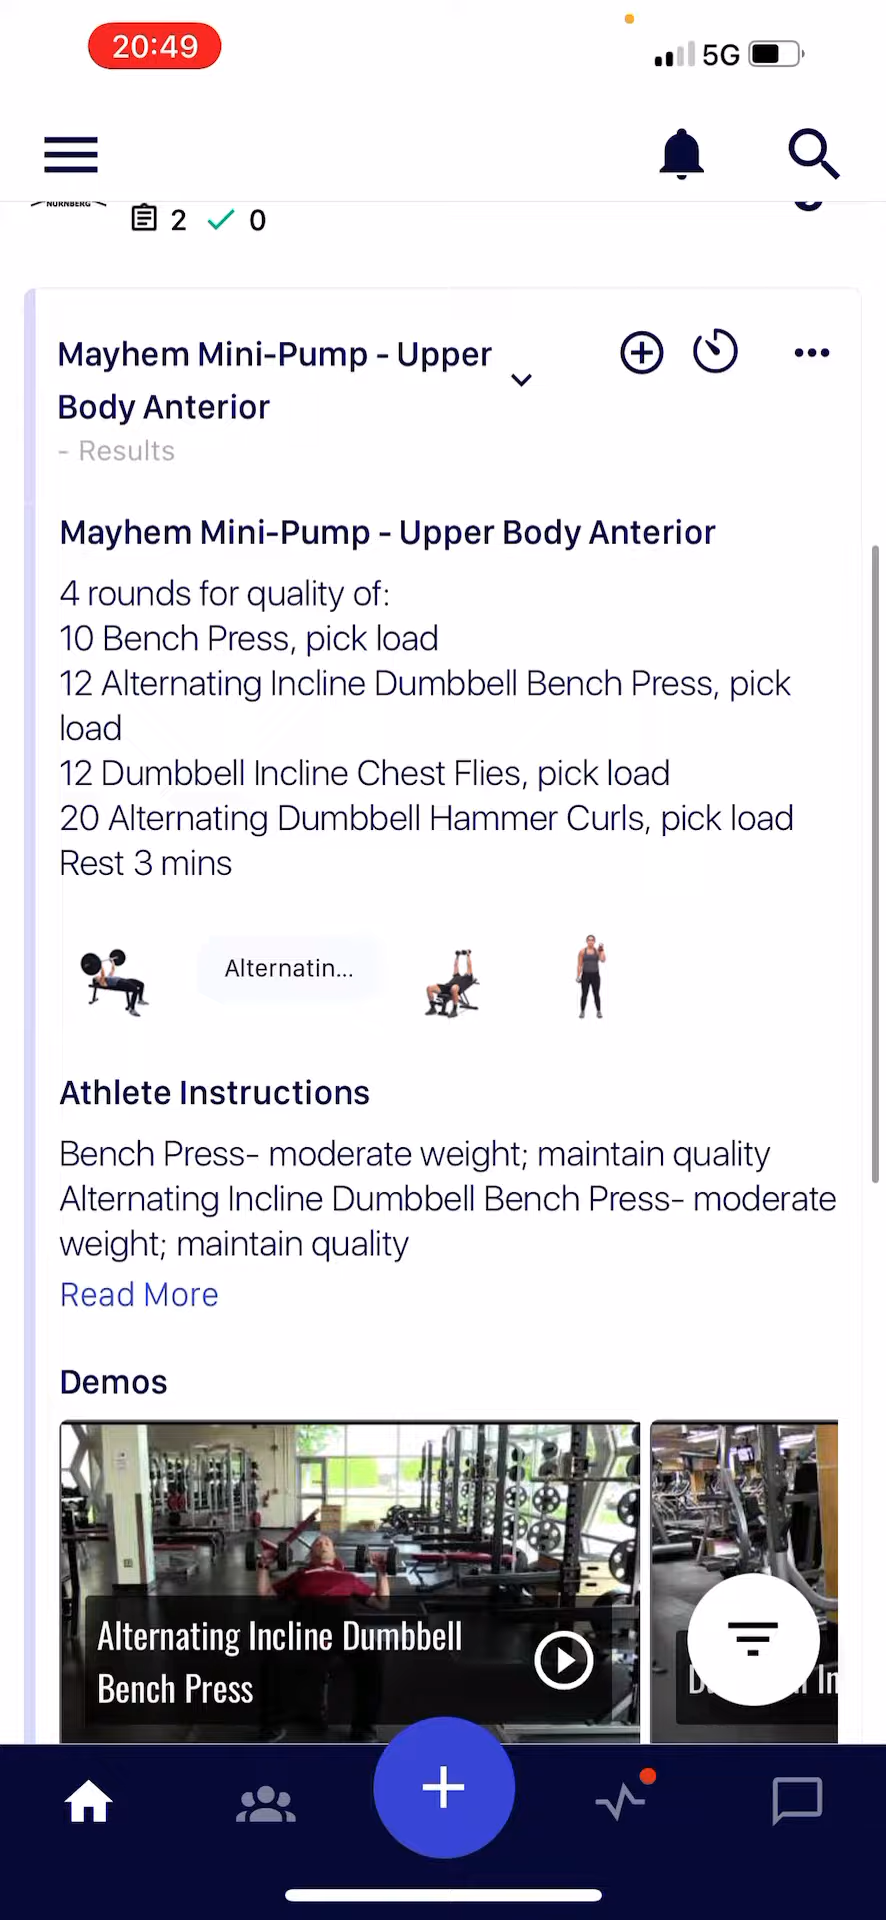 20:49
5G
NÜRNBERG
2
0
Mayhem Mini-Pump - Upper
Body Anterior
- Results
Mayhem Mini-Pump - Upper Body Anterior
4 rounds for quality of:
10 Bench Press, pick load
12 Alternating Incline Dumbbell Bench Press, pick
load
12 Dumbbell Incline Chest Flies, pick load
20 Alternating Dumbbell Hammer Curls, pick load
Rest 3 mins
Alternatin...
Athlete Instructions
Bench Press- moderate weight; maintain quality
Alternating Incline Dumbbell Bench Press- moderate
weight; maintain quality
Read More
Demos
Alternating Incline Dumbbell
Bench Press